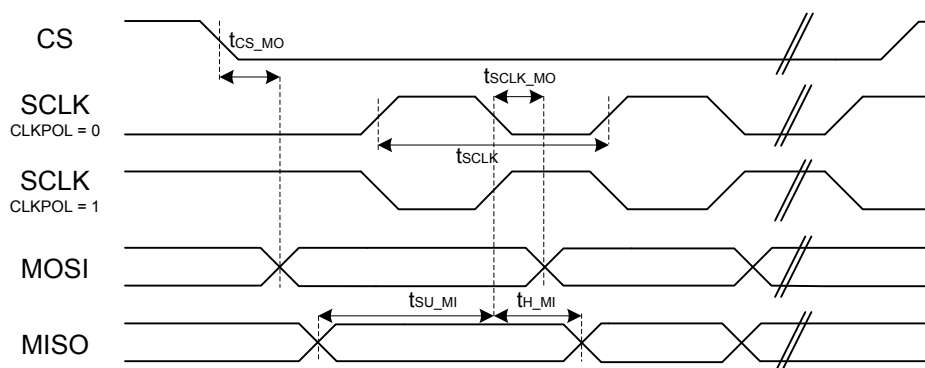 CS
tCS_MO
tSCLK_MO
SCLK
CLKPOL = 0
tSCLK
SCLK
CLKPOL = 1
MOSI
tSU_MI
tH_MI
MISO